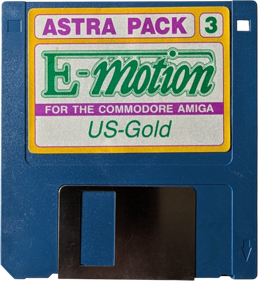 ASTRA PACK 3
E-motion
FOR THE COMMODORE AMIGA
US-Gold